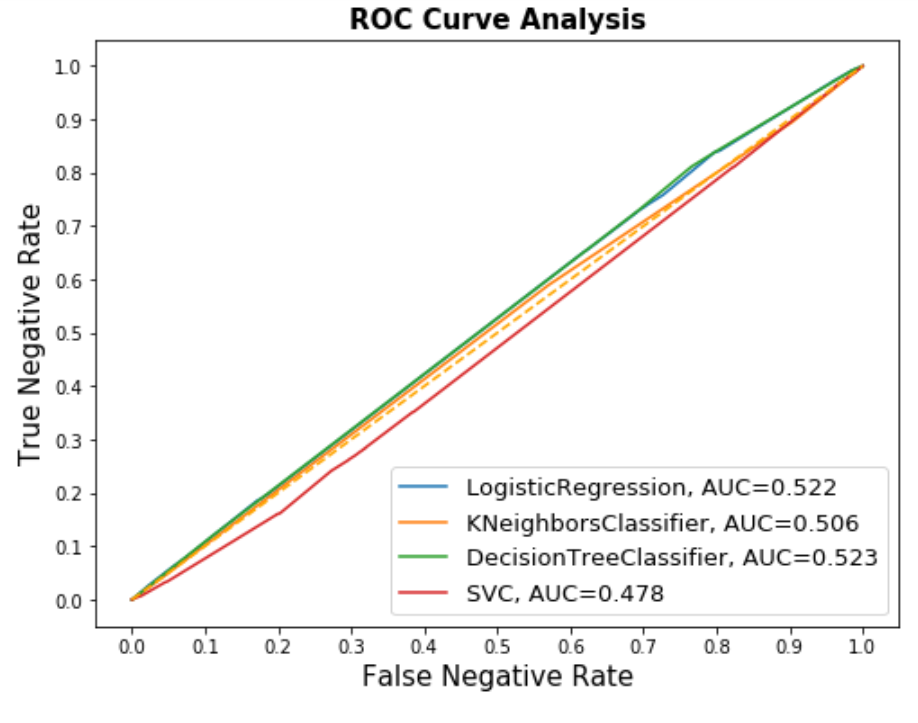 ROC Curve Analysis
1.0
0.9
0.8
0.7
0.6
0.5
0.4
0.3
0.2
0.1
0.0
True Negative Rate
LogisticRegression, AUC=0.522
KNeighborsClassifier, AUC=0.506
DecisionTreeClassifier, AUC=0.523
SVC, AUC=0.478
0.0 0.1 0.2 0.3 0.4 0.5 0.6 0.7 0.8 0.9 1.0
False Negative Rate